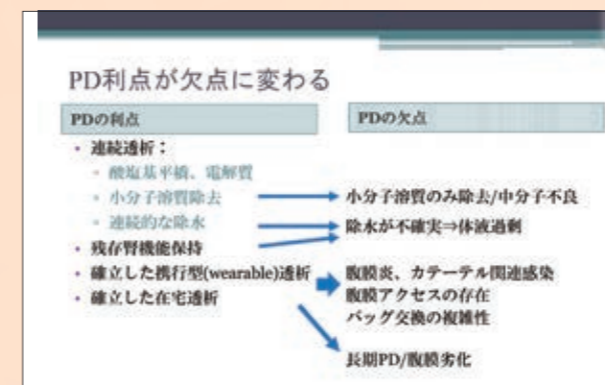 PD利点が欠点に変わる
PDの利点
PDの欠点
・ 連続透析：
▫ 酸塩基平衡、電解質
▫ 小分子溶質除去
▫ 連続的な除水
・ 残存腎機能保持
・ 確立した携行型(wearable)透析
・ 確立した在宅透析
小分子溶質のみ除去/中分子不良
除水が不確実⇒体液過剰
腹膜炎、カテーテル関連感染
腹膜アクセスの存在
バッグ交換の複雑性
長期PD/腹膜劣化